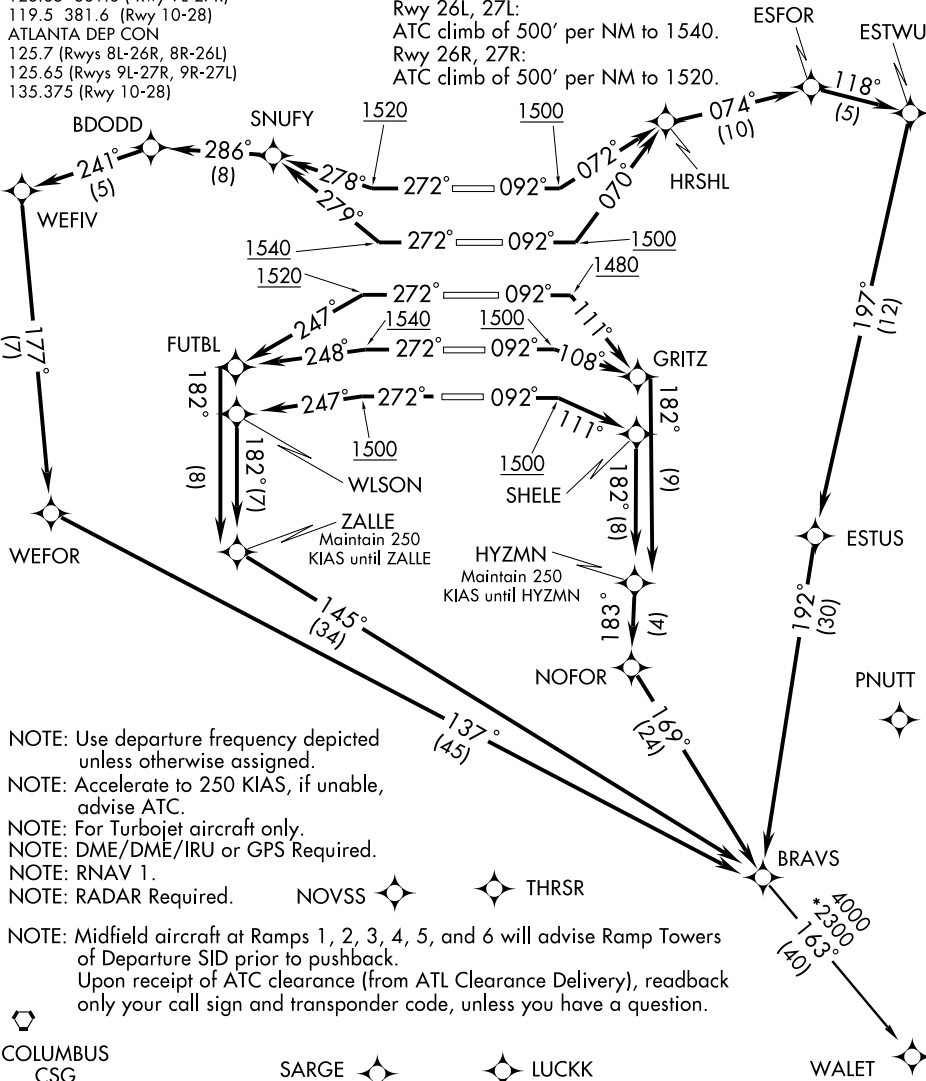 119.5 381.6 (Rwy 10-28)
ATLANTA DEP CON
125.7 (Rwys 8L-26R, 8R-26L)
125.65 (Rwys 9L-27R, 9R-27L)
135.375 (Rwy 10-28)
Rwy 26L, 27L:
ATC climb of 500' per NM to 1540.
Rwy 26R, 27R:
ATC climb of 500' per NM to 1520.
ESFOR
ESTWU
118°
(5)
074°
(10)
BDODD
SNUFY
1520
1500
HRSHL
241°
(5)
286°
(8)
278°
272°
092°
072°
WEFIV
279°
272°
092°
070°
1540
1500
1520
1480
272°
092°
247°
111°
197°
(12)
177°
(7)
1540
1500
FUTBL
248°
272°
092°
108°
GRITZ
182°
(8)
247°
272°
092°
111°
182°
(9)
1500
1500
WLSON
SHELE
182° (7)
182° (8)
WEFOR
ZALLE
Maintain 250
KIAS until ZALLE
ESTUS
HYZMN
Maintain 250
KIAS until HYZMN
145°
(34)
183°
(4)
192°
(30)
NOFOR
PNUTT
137°
(45)
169°
(24)
NOTE: Use departure frequency depicted
unless otherwise assigned.
NOTE: Accelerate to 250 KIAS, if unable,
advise ATC.
NOTE: For Turbojet aircraft only.
NOTE: DME/DME/IRU or GPS Required.
NOTE: RNAV 1.
NOTE: RADAR Required.
NOVSS
THRSR
BRAVS
4000
*2300
163°
(40)
NOTE: Midfield aircraft at Ramps 1, 2, 3, 4, 5, and 6 will advise Ramp Towers
of Departure SID prior to pushback.
Upon receipt of ATC clearance (from ATL Clearance Delivery), readback
only your call sign and transponder code, unless you have a question.
COLUMBUS
CSG
SARGE
LUCKK
WALET